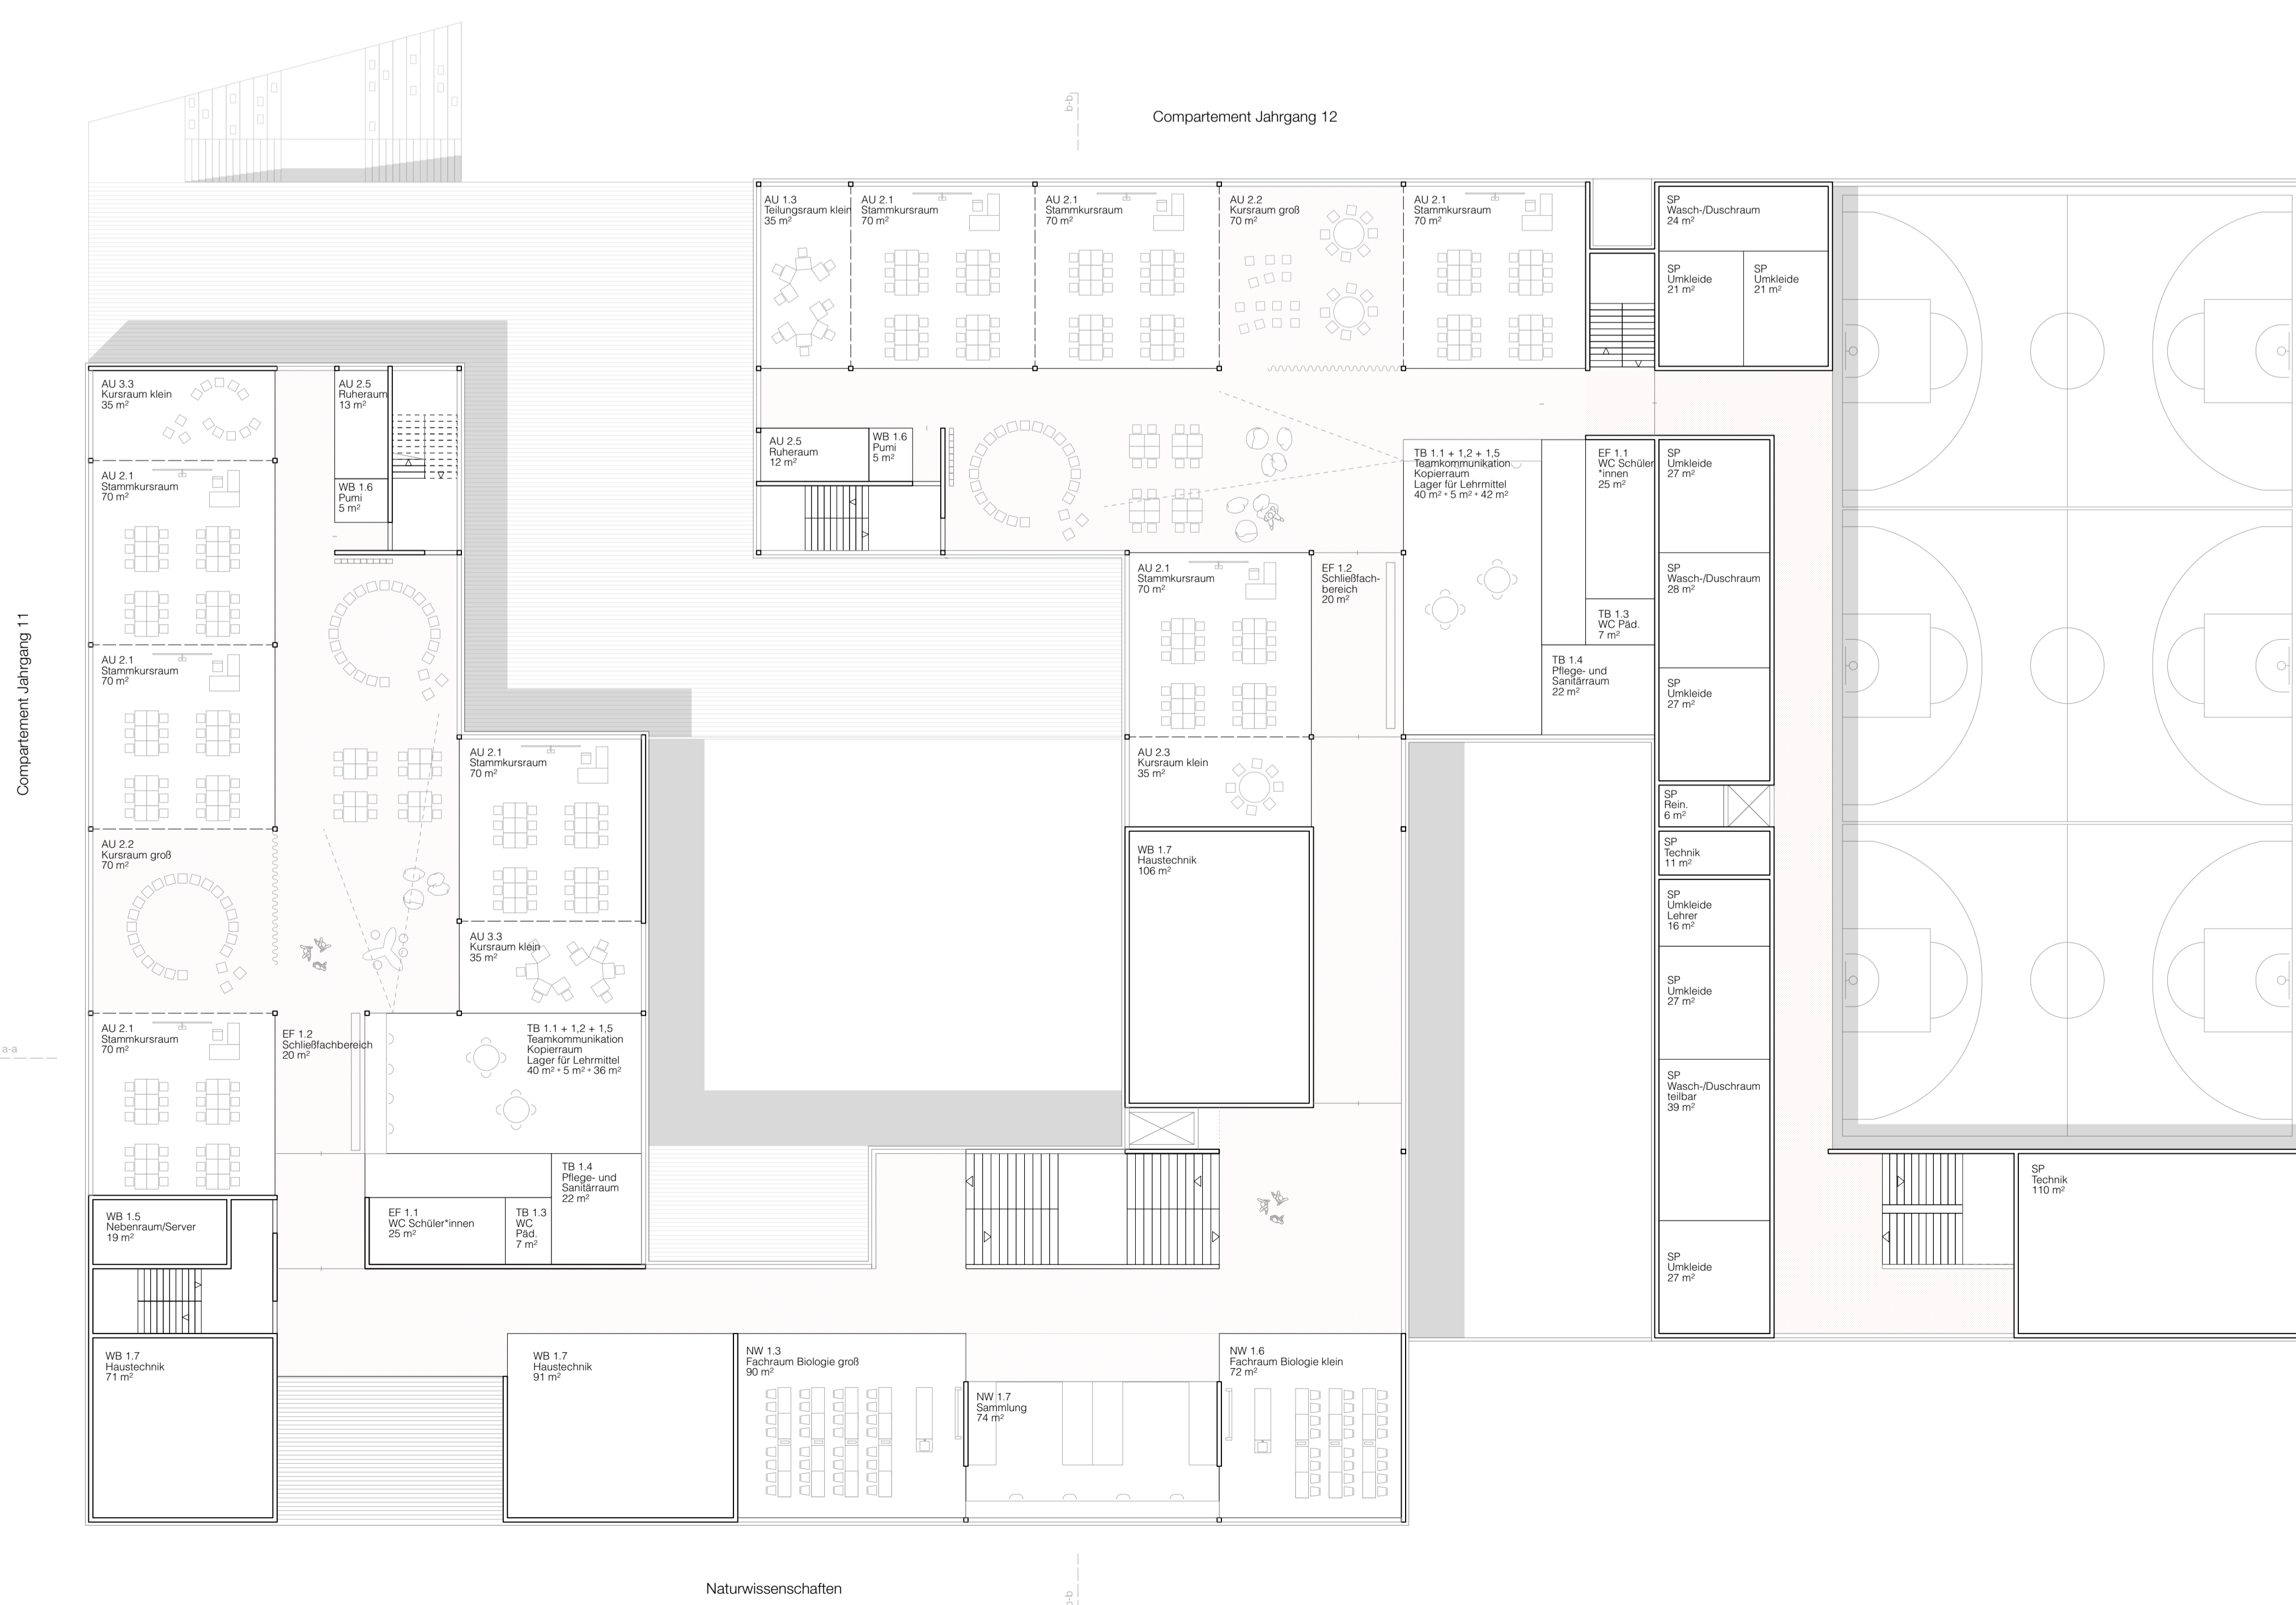 b-b
Compartement Jahrgang 12
AU 1.3
Teilungsraum klein
35 m²
AU 2.1
Stammkursraum
70 m²
AU 2.1
Stammkursraum
70 m²
AU 2.2
Kursraum groß
70 m²
AU 2.1
Stammkursraum
70 m²
SP
Wasch-/Duschraum
24 m²
SP
Umkleide
21 m²
SP
Umkleide
21 m²
AU 2.5
Ruheraum
12 m²
WB 1.6
Pumi
5 m²
TB 1.1 + 1,2 + 1,5
Teamkommunikation
Kopierraum
Lager für Lehrmittel
40 m² + 5 m² + 42 m²
EF 1.1
WC Schüler
*innen
25 m²
SP
Umkleide
27 m²
AU 2.1
Stammkursraum
70 m²
EF 1.2
Schließfach-
bereich
20 m²
TB 1.3
WC Päd.
7 m²
SP
Wasch-/Duschraum
28 m²
TB 1.4
Pflege- und
Sanitärraum
22 m²
SP
Umkleide
27 m²
AU 2.3
Kursraum klein
35 m²
SP
Rein.
6 m²
WB 1.7
Haustechnik
106 m²
SP
Technik
11 m²
SP
Umkleide
Lehrer
16 m²
SP
Umkleide
27 m²
SP
Wasch-/Duschraum
teilbar
39 m²
SP
Umkleide
27 m²
SP
Technik
110 m²
Compartement Jahrgang 11
AU 3.3
Kursraum klein
35 m²
AU 2.5
Ruheraum
13 m²
AU 2.1
Stammkursraum
70 m²
WB 1.6
Pumi
5 m²
AU 2.1
Stammkursraum
70 m²
AU 2.1
Stammkursraum
70 m²
AU 2.2
Kursraum groß
70 m²
AU 3.3
Kursraum klein
35 m²
a-a
AU 2.1
Stammkursraum
70 m²
EF 1.2
Schließfachbereich
20 m²
TB 1.1 + 1,2 + 1,5
Teamkommunikation
Kopierraum
Lager für Lehrmittel
40 m² + 5 m² + 36 m²
TB 1.4
Pflege- und
Sanitärraum
22 m²
WB 1.5
Nebenraum/Server
19 m²
EF 1.1
WC Schüler*innen
25 m²
TB 1.3
WC
Päd.
7 m²
WB 1.7
Haustechnik
71 m²
WB 1.7
Haustechnik
91 m²
NW 1.3
Fachraum Biologie groß
90 m²
NW 1.7
Sammlung
74 m²
NW 1.6
Fachraum Biologie klein
72 m²
Naturwissenschaften
b-b